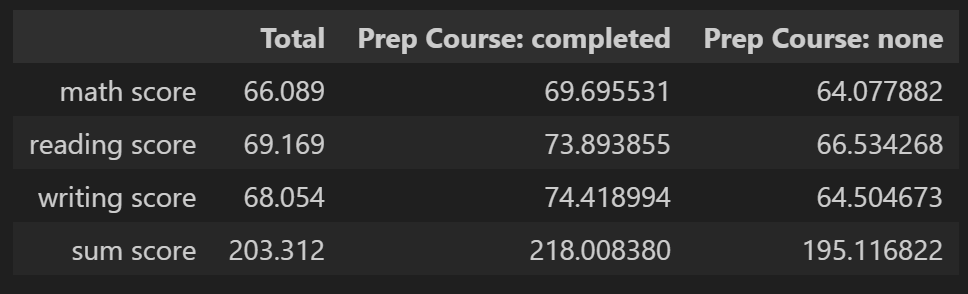 Total Prep Course: completed Prep Course: none
math score 66.089 69.695531 64.077882
reading score 69.169 73.893855 66.534268
writing score 68.054 74.418994 64.504673
sum score 203.312 218.008380 195.116822